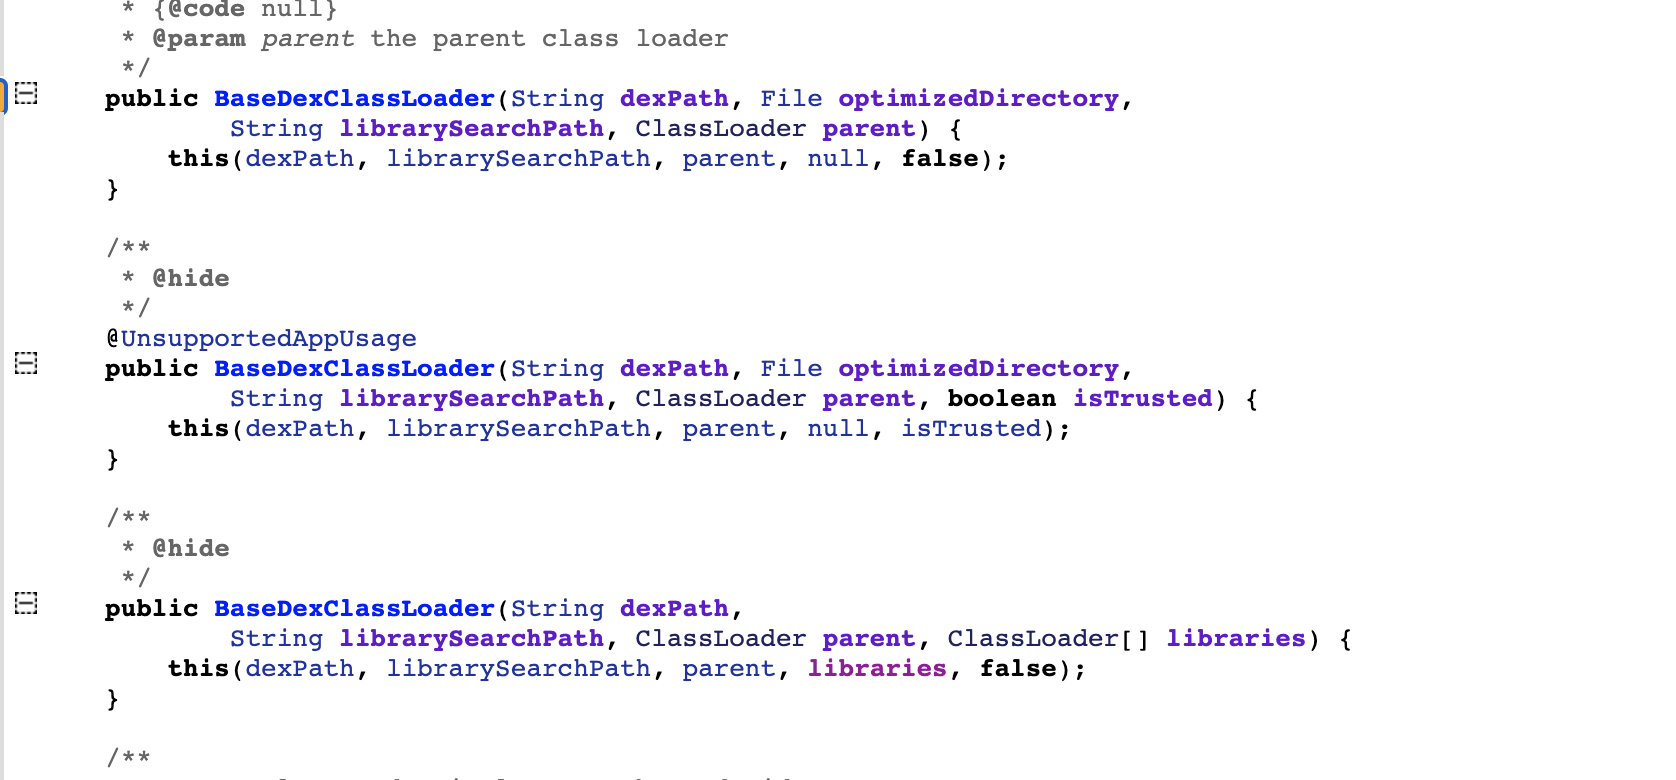 * {@code null}
* @param parent the parent class loader
*/
public BaseDexClassLoader(String dexPath, File optimizedDirectory,
String librarySearchPath, ClassLoader parent) {
this(dexPath, librarySearchPath, parent, null, false);
}
/**
* @hide
*/
@UnsupportedAppUsage
public BaseDexClassLoader(String dexPath, File optimizedDirectory,
String librarySearchPath, ClassLoader parent, boolean isTrusted) {
this(dexPath, librarySearchPath, parent, null, isTrusted);
}
/**
* @hide
*/
public BaseDexClassLoader(String dexPath,
String librarySearchPath, ClassLoader parent, ClassLoader[] libraries) {
this(dexPath, librarySearchPath, parent, libraries, false);
}
/**